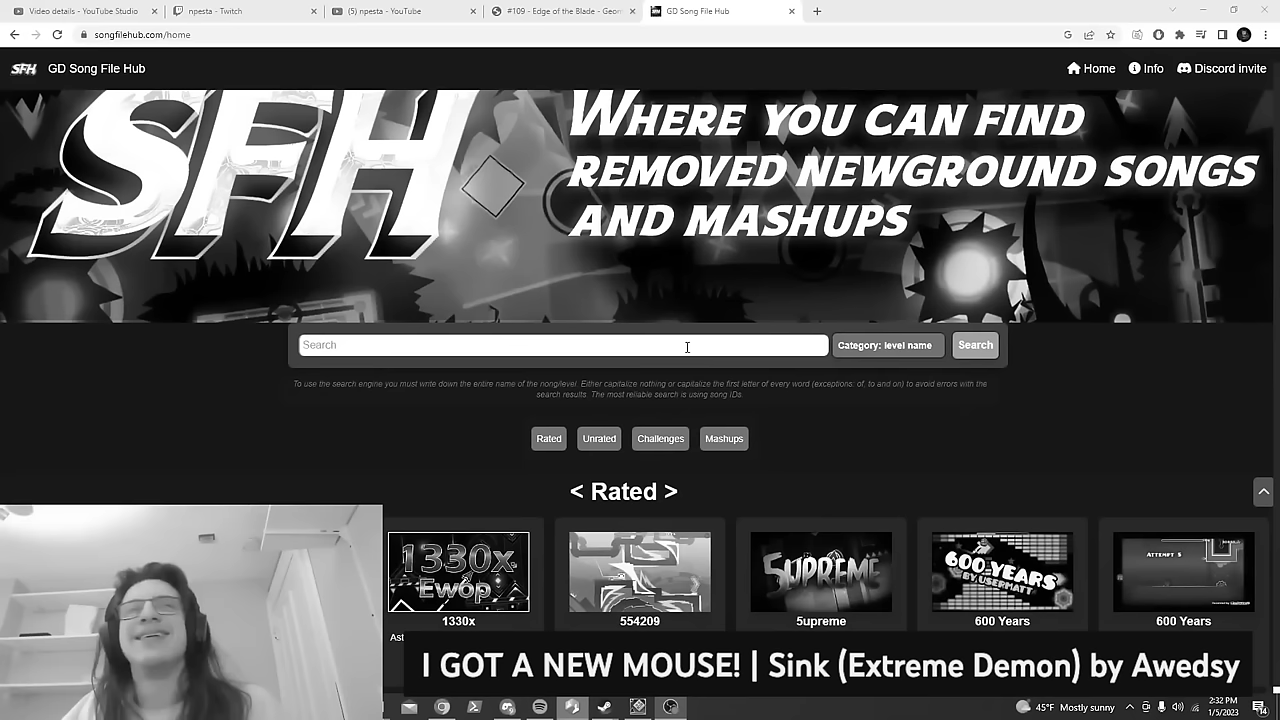 Video details - YouTube Studio
npesta - Twitch
(5) npesta - YouTube
#109 - Edge of the Blade - Geom
GD Song File Hub
songfilehub.com/home
SFH GD Song File Hub
Home Info Discord invite
SFH
WHERE YOU CAN FIND
REMOVED NEWGROUND SONGS
AND MASHUPS
Search Category: level name Search
To use the search engine you must write down the entire name of the nong/level. Either capitalize nothing or capitalize the first letter of every word (exceptions: of, to and on) to avoid errors with the
search results. The most reliable search is using song IDs.
Rated Unrated Challenges Mashups
< Rated >
1330x
Ewóp
5UPREME
600 YEARS
BY USERMATT
ATTEMPT 5
1330x 554209 5upreme 600 Years 600 Years
Ast
I GOT A NEW MOUSE! | Sink (Extreme Demon) by Awedsy
45°F Mostly sunny
2:32 PM
1/5/2023
14